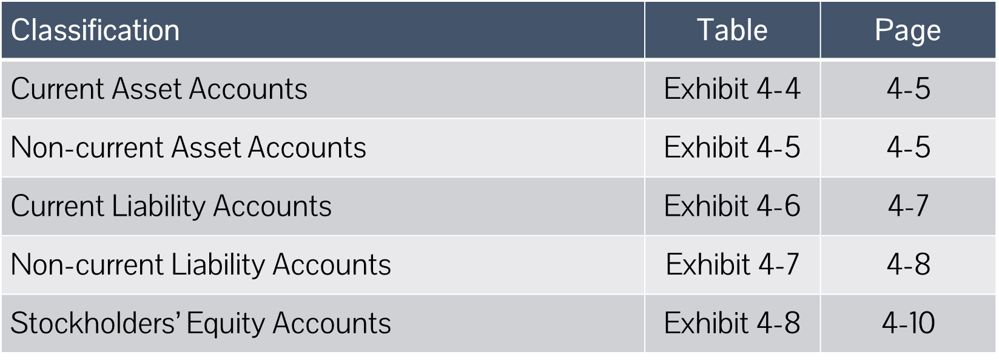 Classification Table Page
Current Asset Accounts Exhibit 4-4 4-5
Non-current Asset Accounts Exhibit 4-5 4-5
Current Liability Accounts Exhibit 4-6 4-7
Non-current Liability Accounts Exhibit 4-7 4-8
Stockholders’ Equity Accounts Exhibit 4-8 4-10